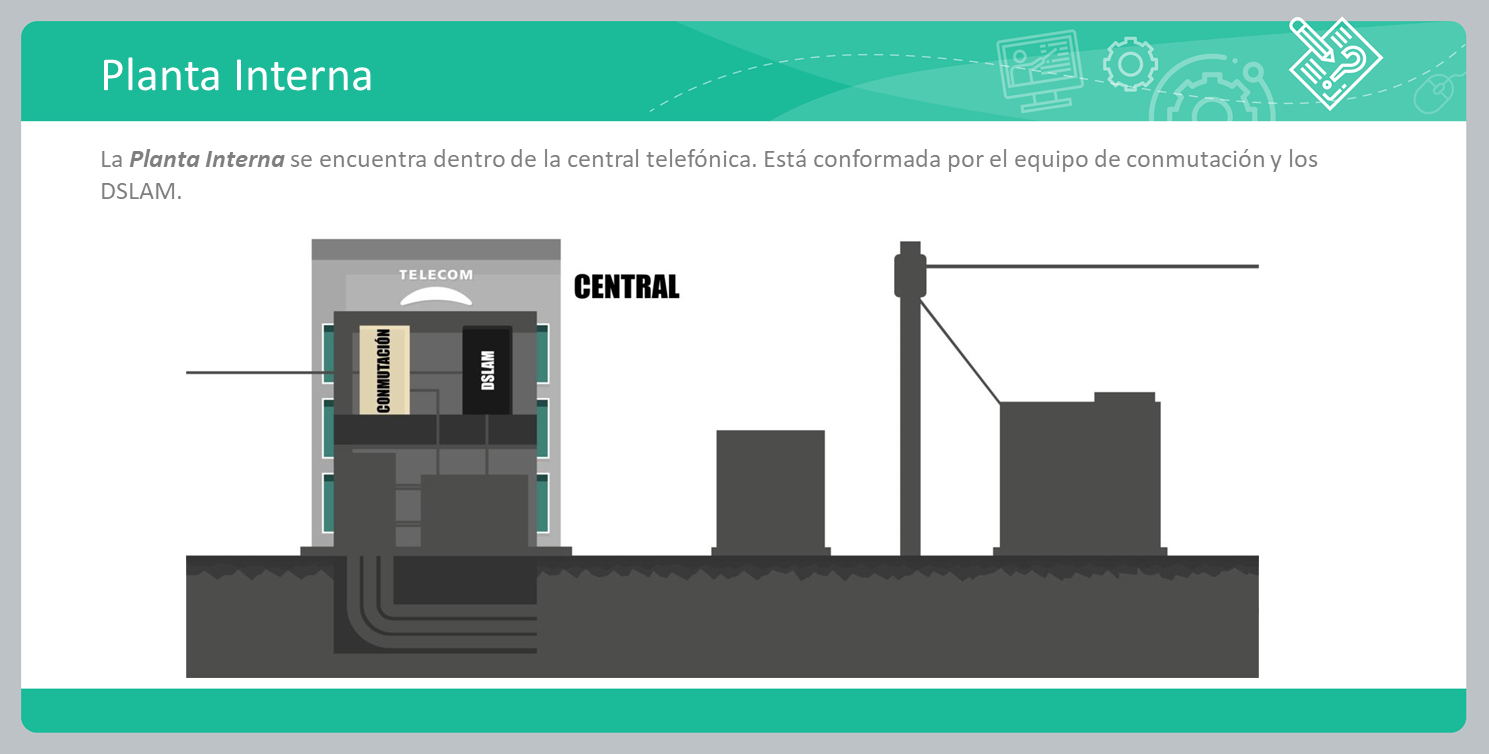 Planta Interna
La Planta Interna se encuentra dentro de la central telefónica. Está conformada por el equipo de conmutación y los
DSLAM.
TELECOM
CENTRAL
CONMUTACIÓN
DSLAM